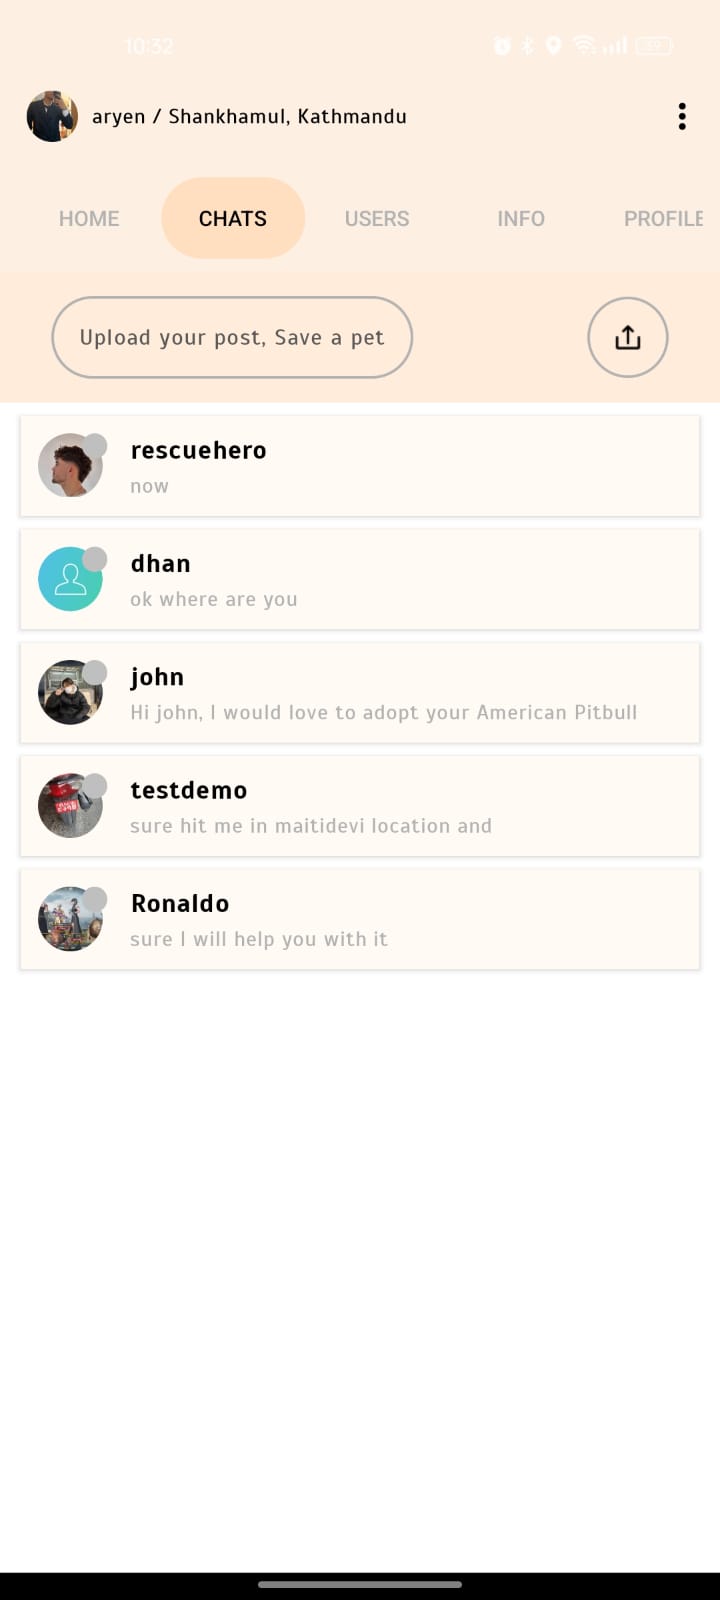 10:32
89
aryen / Shankhamul, Kathmandu
HOME CHATS USERS INFO PROFILE
Upload your post, Save a pet
rescuehero
now
dhan
ok where are you
john
Hi john, I would love to adopt your American Pitbull
testdemo
sure hit me in maitidevi location and
Ronaldo
sure I will help you with it